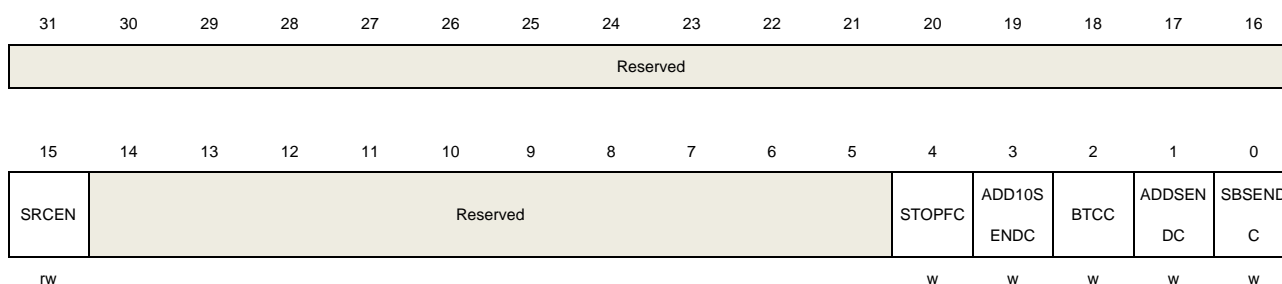 31 30 29 28 27 26 25 24 23 22 21 20 19 18 17 16
Reserved
15 14 13 12 11 10 9 8 7 6 5 4 3 2 1 0
SRCEN Reserved STOPFC ADD10S BTCC ADDSEN SBSEND
ENDC DC C
rw w w w w w